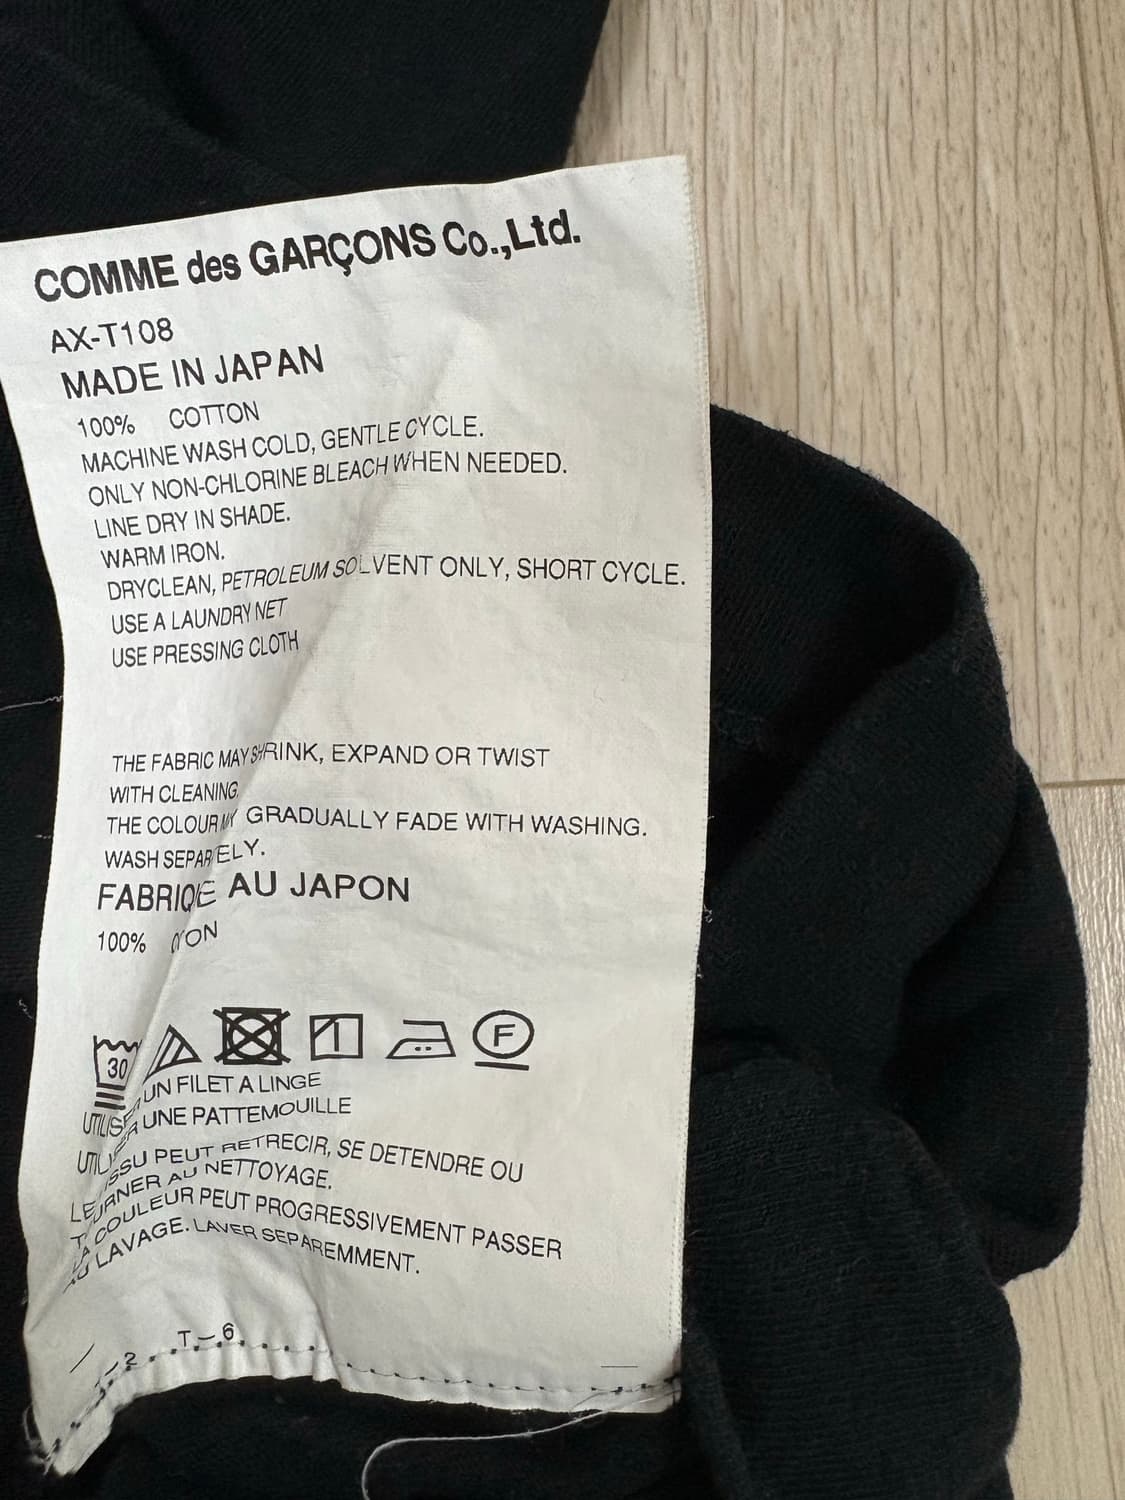 COMME des GARÇONS Co.,Ltd.
AX-T108
MADE IN JAPAN
100% COTTON
MACHINE WASH COLD, GENTLE CYCLE.
ONLY NON-CHLORINE BLEACH WHEN NEEDED.
LINE DRY IN SHADE.
WARM IRON.
DRYCLEAN, PETROLEUM SOLVENT ONLY, SHORT CYCLE.
USE A LAUNDRY NET
USE PRESSING CLOTH
THE FABRIC MAY SHRINK, EXPAND OR TWIST
WITH CLEANING
THE COLOUR GRADUALLY FADE WITH WASHING.
WASH
FABRIQ E AU JAPON
100%
30
F
UN FILET A LINGE
UNE PATTEMOUILLE
LE PEUT RETRECIR, SE DETENDRE OU
AU NETTOYAGE.
COULEUR PEUT PROGRESSIVEMENT PASSER
AU LAVAGE. LAVER SEPAREMMENT.
-2 T-6